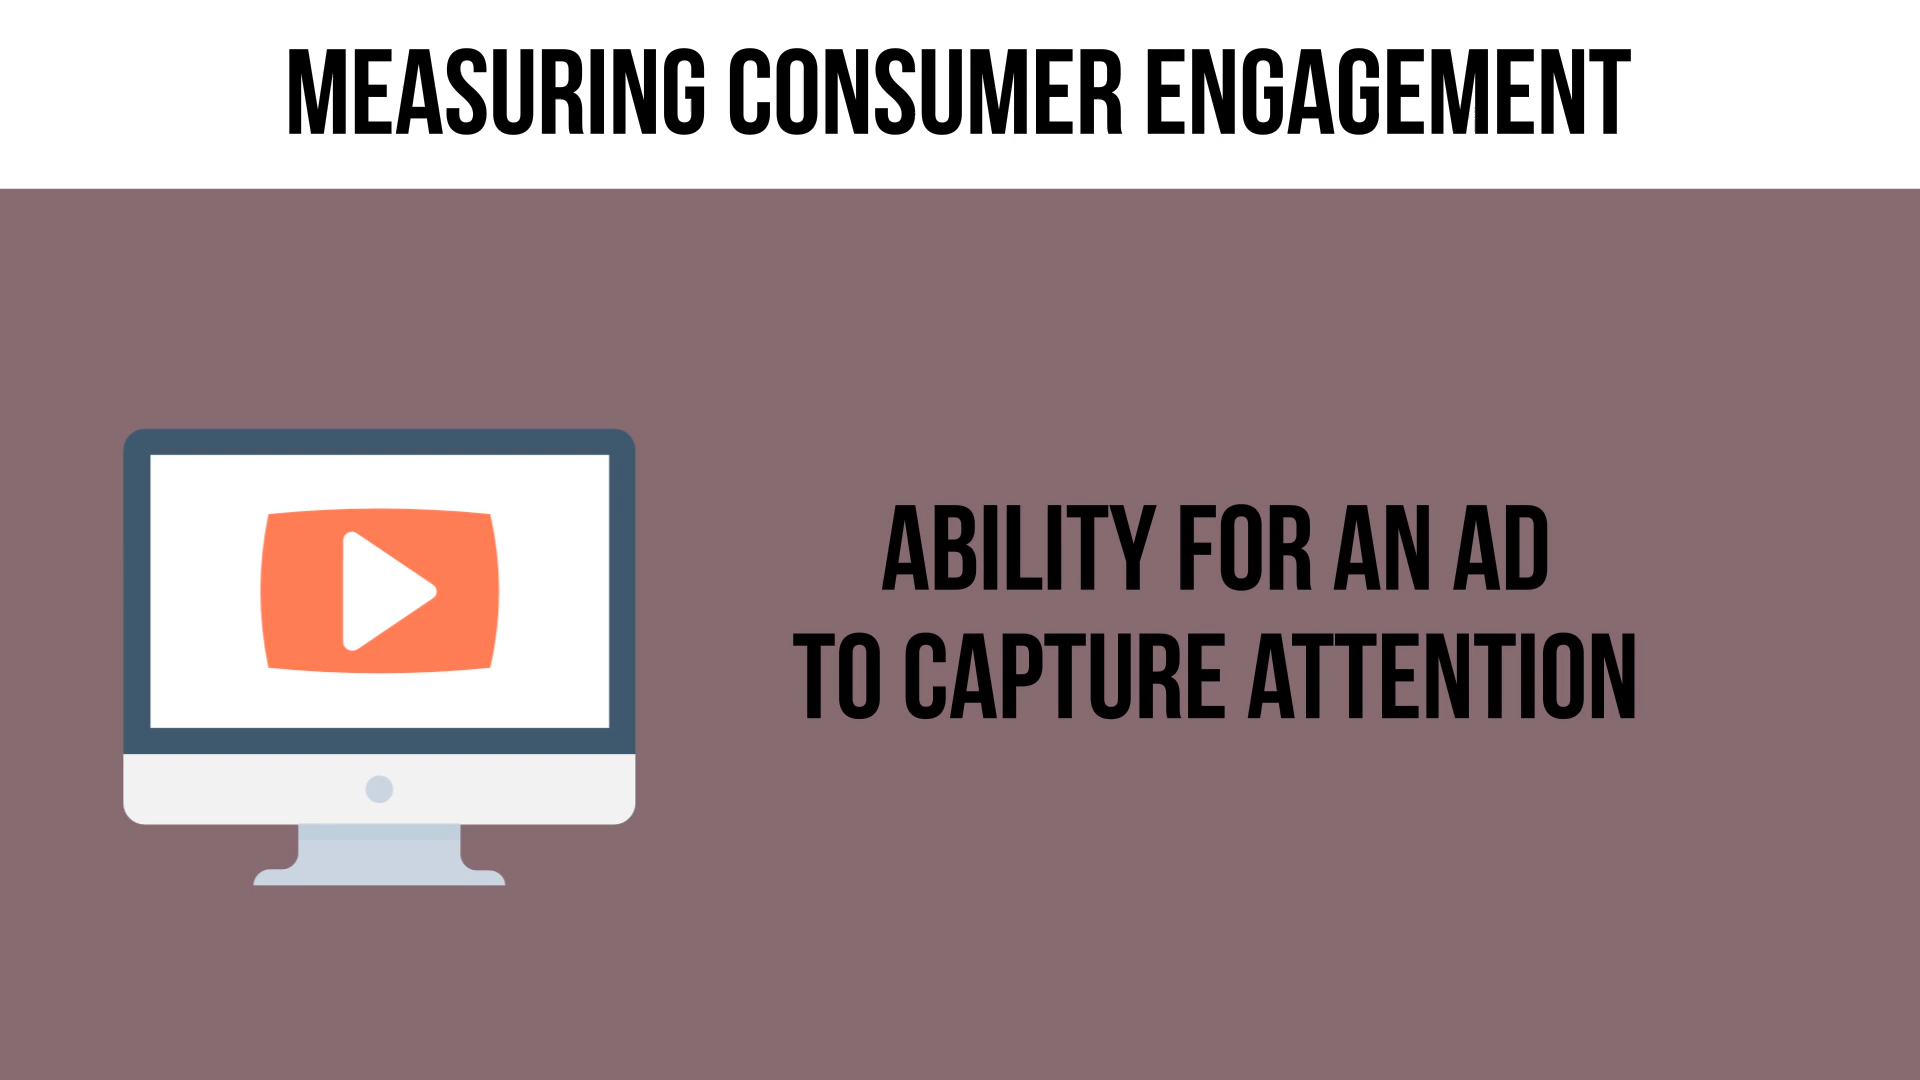 MEASURING CONSUMER ENGAGEMENT
ABILITY FOR AN AD
TO CAPTURE ATTENTION